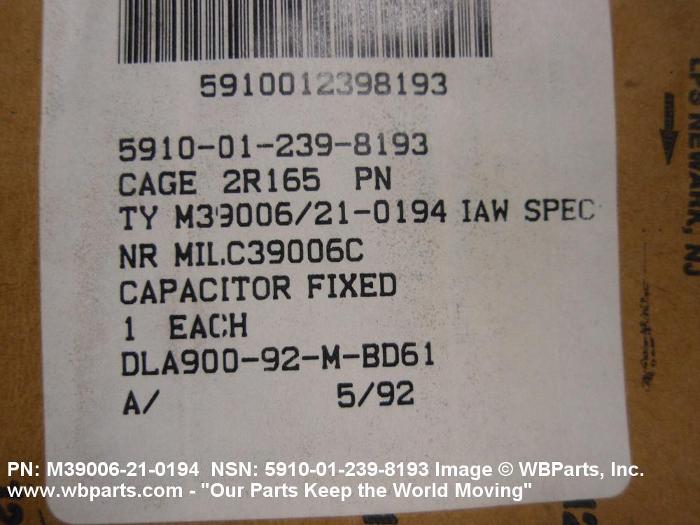 5910012398193
5910-01-239-8193
CAGE 2R165 PN
TY M39006/21-0194 IAW SPEC
NR MIL.C39006C
CAPACITOR FIXED
1 EACH
DLA900-92-M-BD61
A/ 5/92
NEWARK, NJ
PN: M39006-21-0194 NSN: 5910-01-239-8193 Image © WBParts, Inc.
www.wbparts.com - "Our Parts Keep the World Moving"